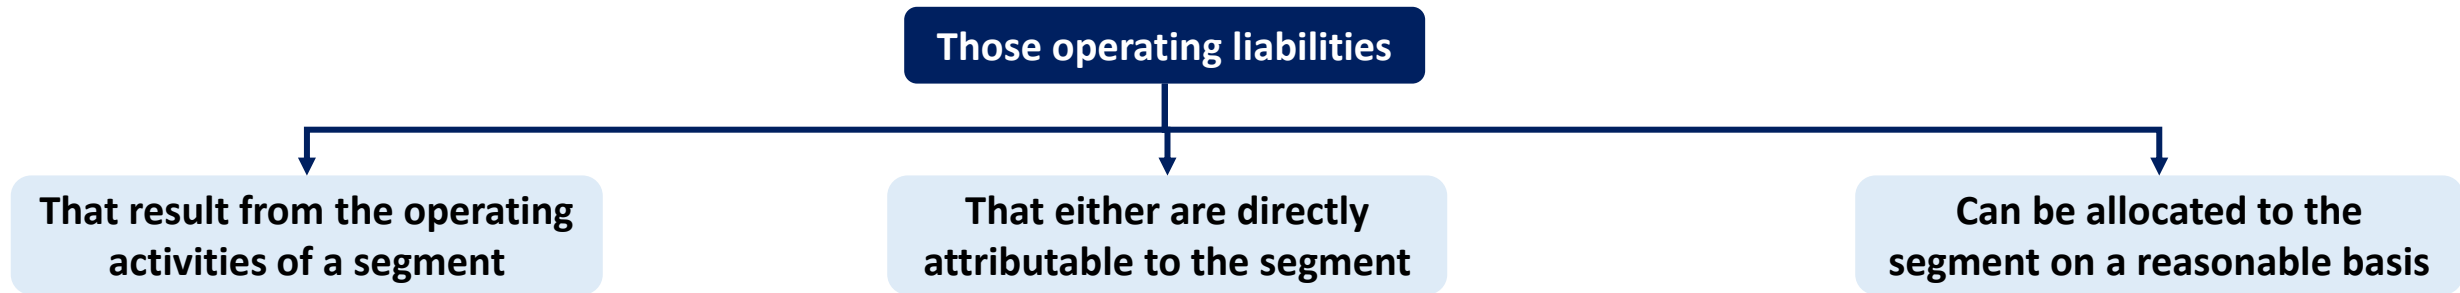 Those operating liabilities
That result from the operating
activities of a segment
That either are directly
attributable to the segment
Can be allocated to the
segment on a reasonable basis